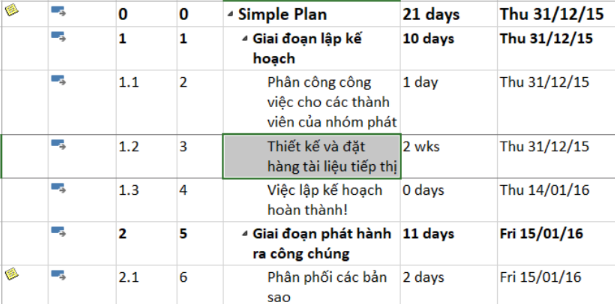 0 0 Simple Plan 21 days Thu 31/12/15
1 1 Giai đoạn lập kế 10 days Thu 31/12/15
hoạch
1.1 2 Phân công công 1 day Thu 31/12/15
việc cho các thành
viên của nhóm phát
1.2 3 Thiết kế và đặt 2 wks Thu 31/12/15
hàng tài liệu tiếp thị
1.3 4 Việc lập kế hoạch 0 days Thu 14/01/16
hoàn thành!
2 5 Giai đoạn phát hành 11 days Fri 15/01/16
ra công chúng
2.1 6 Phân phối các bản 2 days Fri 15/01/16
sao